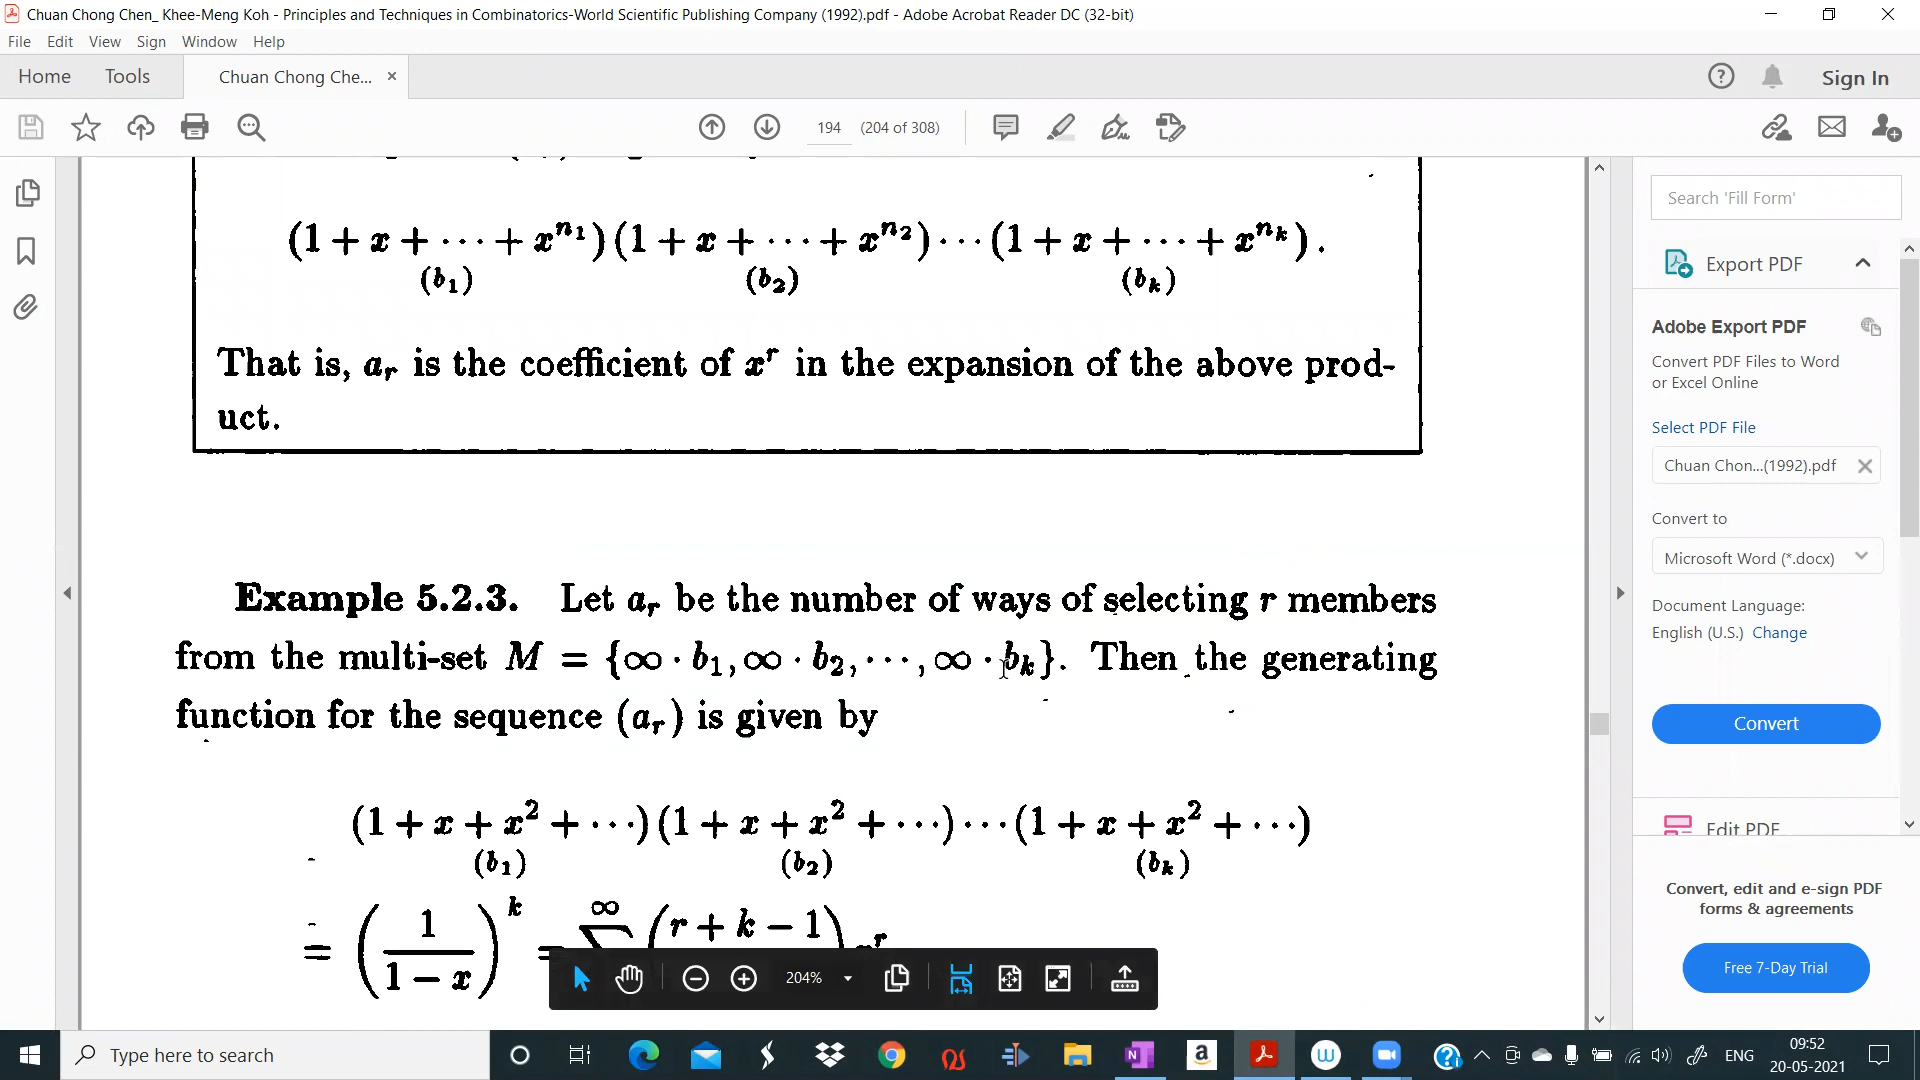 Chuan Chong Chen_ Khee-Meng Koh - Principles and Techniques in Combinatorics-World Scientific Publishing Company (1992).pdf - Adobe Acrobat Reader DC (32-bit)
File Edit View Sign Window Help
Home Tools Chuan Chong Che... × Sign In
194 (204 of 308)
(1 + x + ··· + x^{n_1})(1 + x + ··· + x^{n_2}) ··· (1 + x + ··· + x^{n_k}).
(b_1) (b_2) (b_k)
That is, a_r is the coefficient of x^r in the expansion of the above prod-
uct.
Example 5.2.3. Let a_r be the number of ways of selecting r members
from the multi-set M = {∞ · b_1, ∞ · b_2, ···, ∞ · b_k}. Then the generating
function for the sequence (a_r) is given by
(1 + x + x^2 + ···)(1 + x + x^2 + ···) ··· (1 + x + x^2 + ···)
(b_1) (b_2) (b_k)
= (1/(1 − x))^k = ∑ ∞ (r + k − 1) x^r
204%
Search 'Fill Form'
Export PDF
Adobe Export PDF
Convert PDF Files to Word
or Excel Online
Select PDF File
Chuan Chon...(1992).pdf
Convert to
Microsoft Word (*.docx)
Document Language:
English (U.S.) Change
Convert
Edit PDF
Convert, edit and e-sign PDF
forms & agreements
Free 7-Day Trial
Type here to search
ENG
09:52
20-05-2021